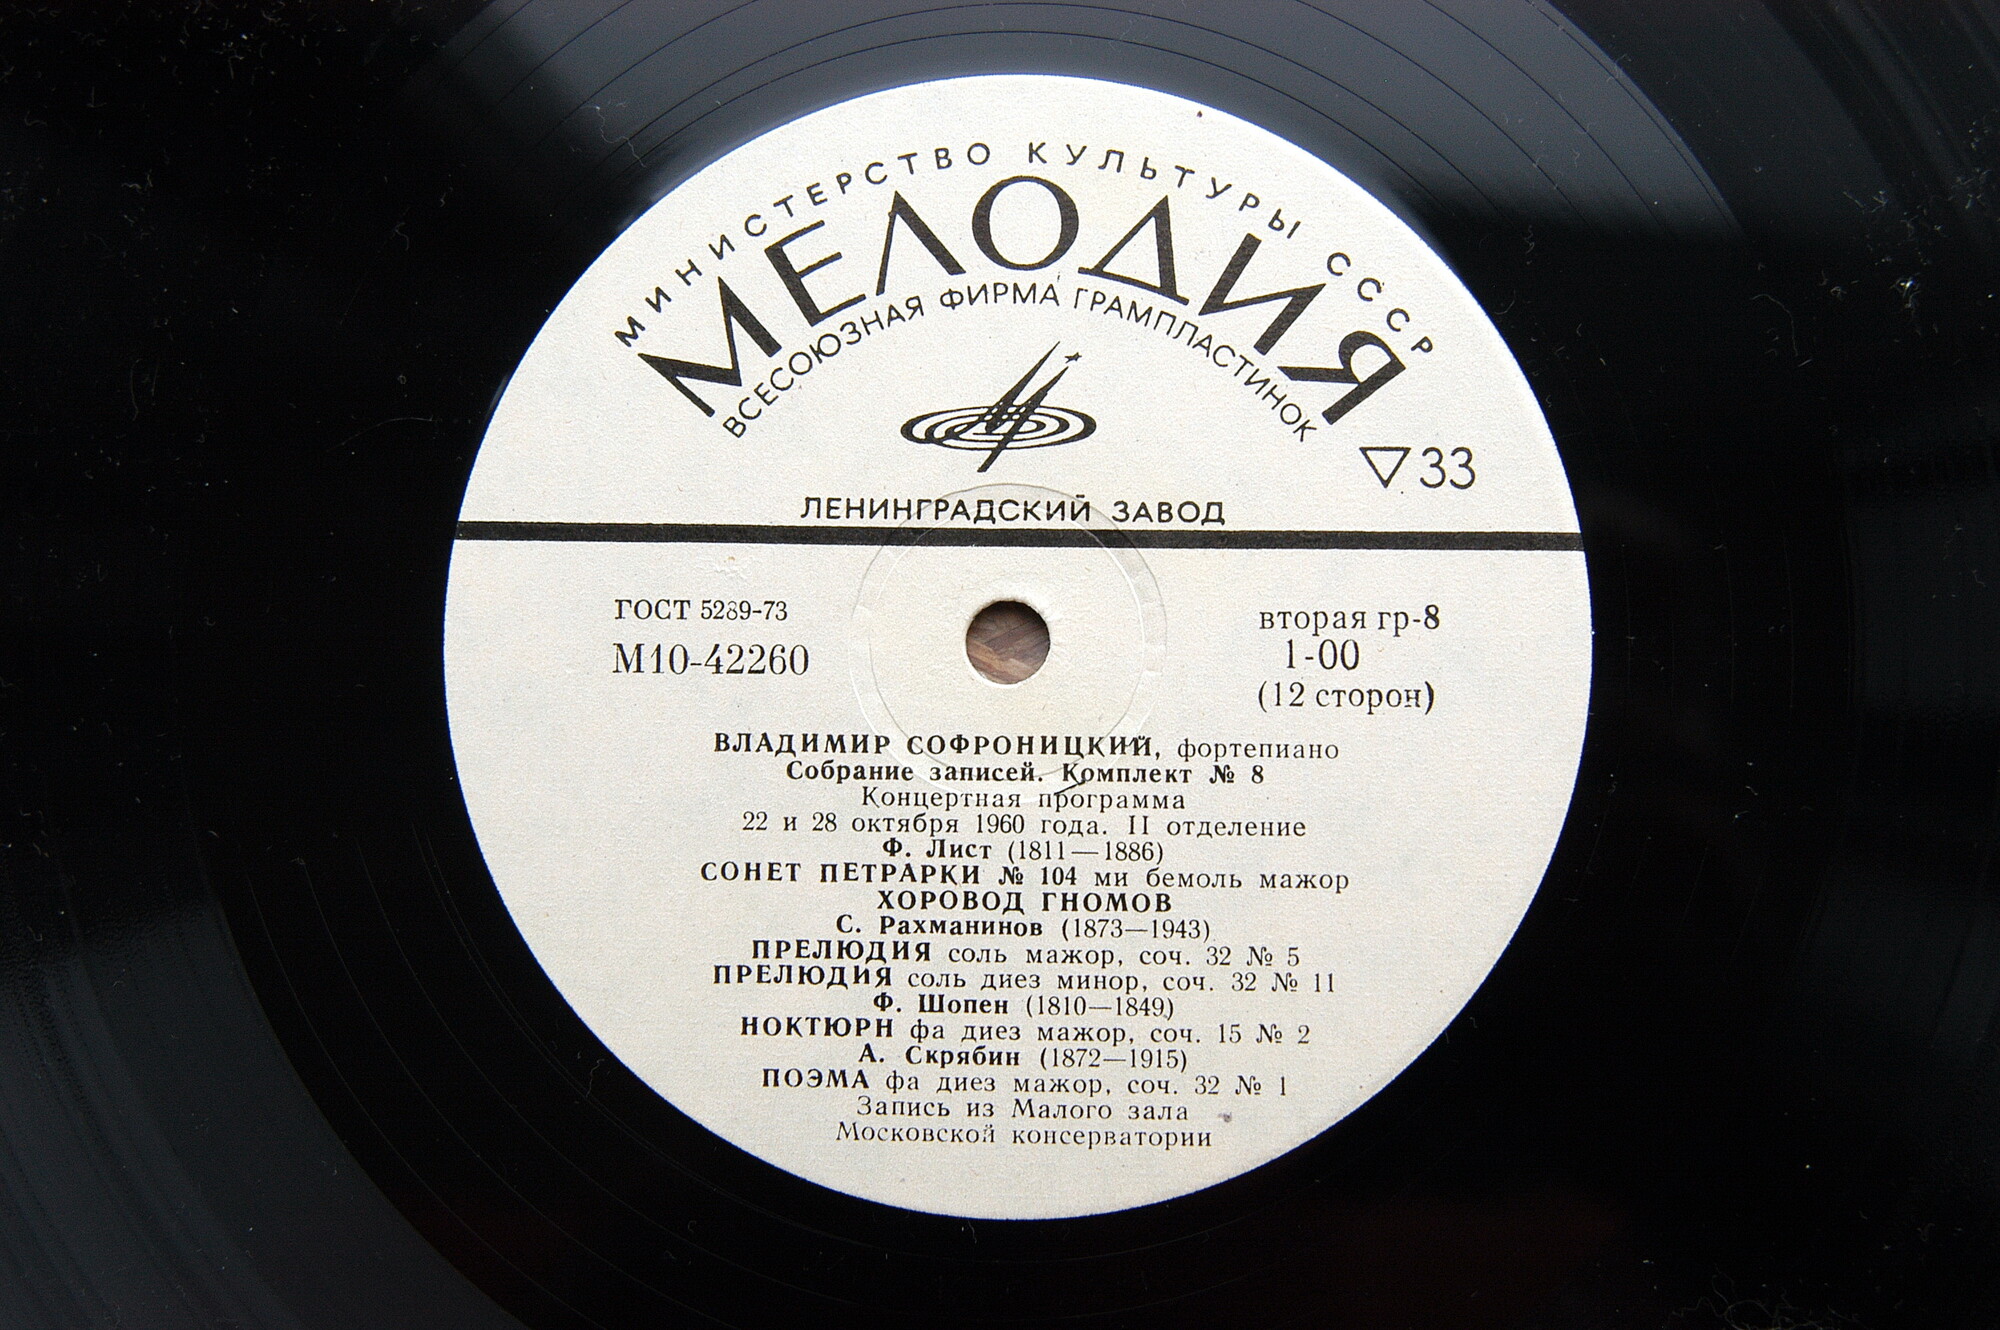 МИНИСТЕРСТВО КУЛЬТУРЫ СССР
МЕЛОДИЯ
ВСЕСОЮЗНАЯ ФИРМА ГРАМПЛАСТИНОК
▽33
ЛЕНИНГРАДСКИЙ ЗАВОД
ГОСТ 5289-73
М10-42260
вторая гр-8
1-00
(12 сторон)
ВЛАДИМИР СОФРОНИЦКИЙ, фортепиано
Собрание записей. Комплект № 8
Концертная программа
22 и 28 октября 1960 года. II отделение
Ф. Лист (1811—1886)
СОНЕТ ПЕТРАРКИ № 104 ми бемоль мажор
ХОРОВОД ГНОМОВ
С. Рахманинов (1873—1943)
ПРЕЛЮДИЯ соль мажор, соч. 32 № 5
ПРЕЛЮДИЯ соль диез минор, соч. 32 № 11
Ф. Шопен (1810—1849)
НОКТЮРН фа диез мажор, соч. 15 № 2
А. Скрябин (1872—1915)
ПОЭМА фа диез мажор, соч. 32 № 1
Запись из Малого зала
Московской консерватории